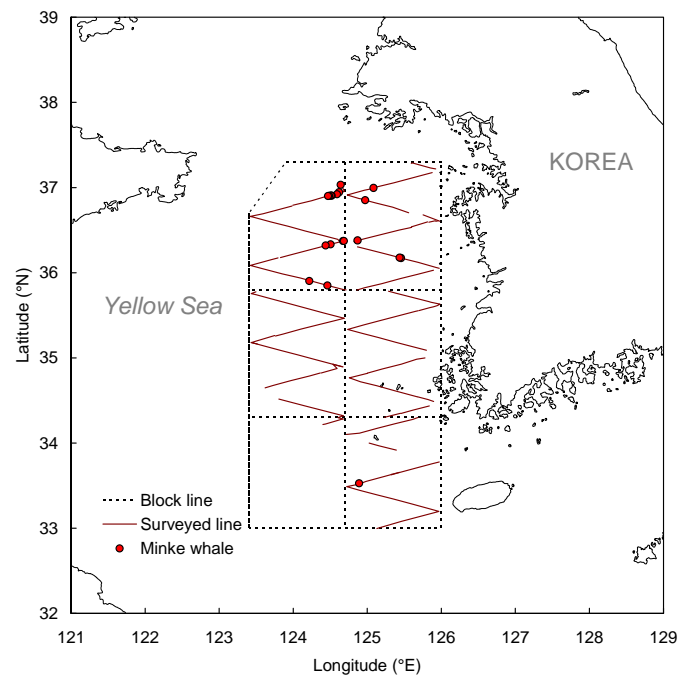 39
38
KOREA
37
36
Yellow Sea
Latitude (°N)
35
34
Block line
33
Surveyed line
Minke whale
32
121 122 123 124 125 126 127 128 129
Longitude (°E)